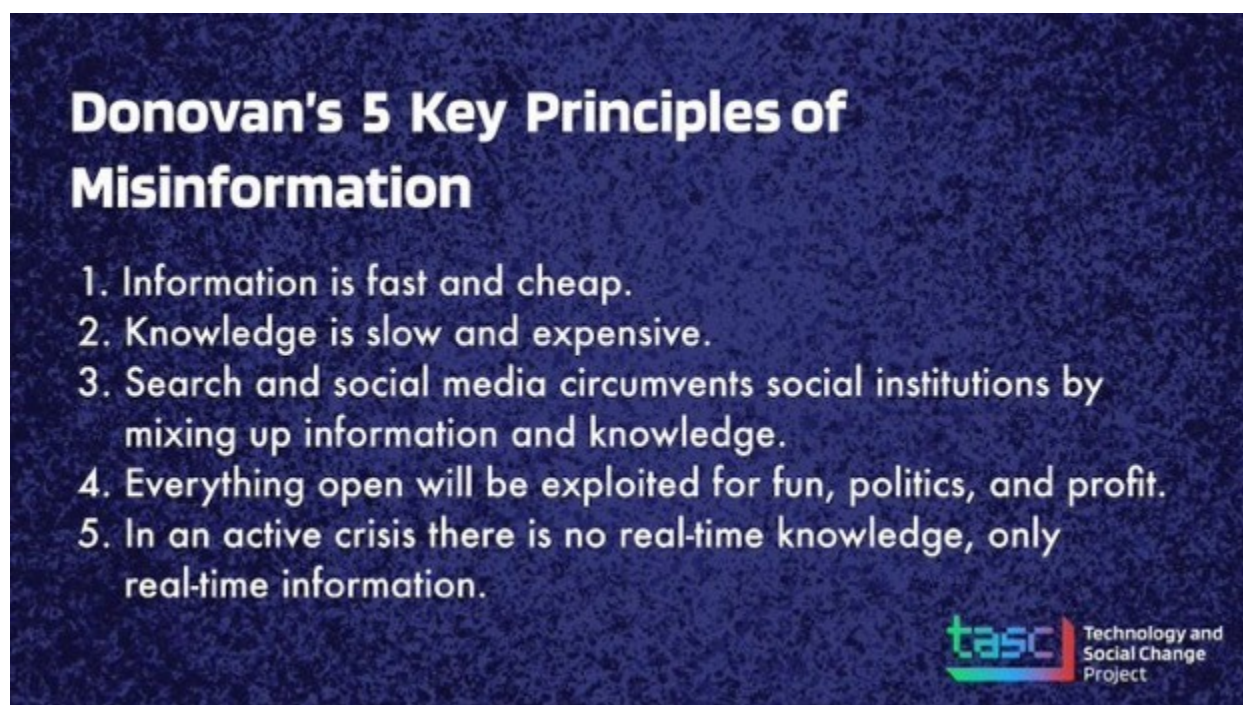 Donovan's 5 Key Principles of
Misinformation
1. Information is fast and cheap.
2. Knowledge is slow and expensive.
3. Search and social media circumvents social institutions by
mixing up information and knowledge.
4. Everything open will be exploited for fun, politics, and profit.
5. In an active crisis there is no real-time knowledge, only
real-time information.
tasc
Technology and
Social Change
Project